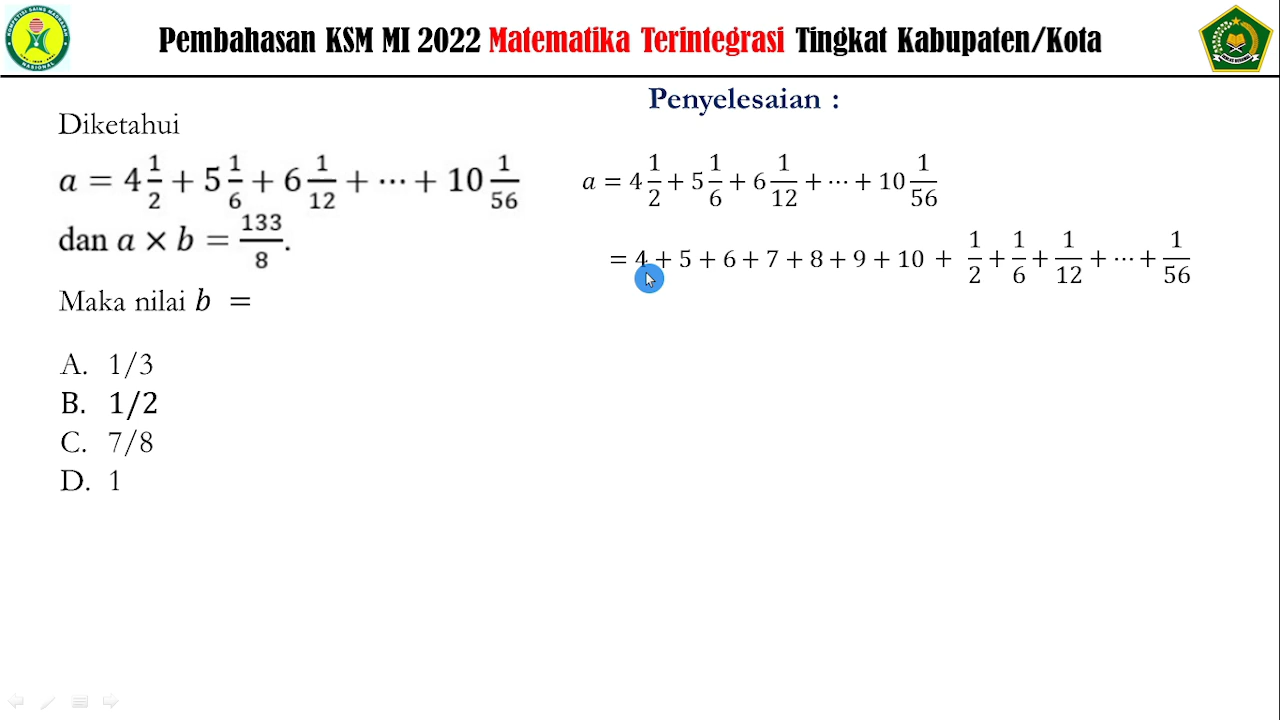 Pembahasan KSM MI 2022 Matematika Terintegrasi Tingkat Kabupaten/Kota
Diketahui
a = 4 1/2 + 5 1/6 + 6 1/12 + ⋯ + 10 1/56
dan a × b = 133/8.
Maka nilai b =
A. 1/3
B. 1/2
C. 7/8
D. 1
Penyelesaian :
a = 4 1/2 + 5 1/6 + 6 1/12 + ⋯ + 10 1/56
= 4 + 5 + 6 + 7 + 8 + 9 + 10 + 1/2 + 1/6 + 1/12 + ⋯ + 1/56